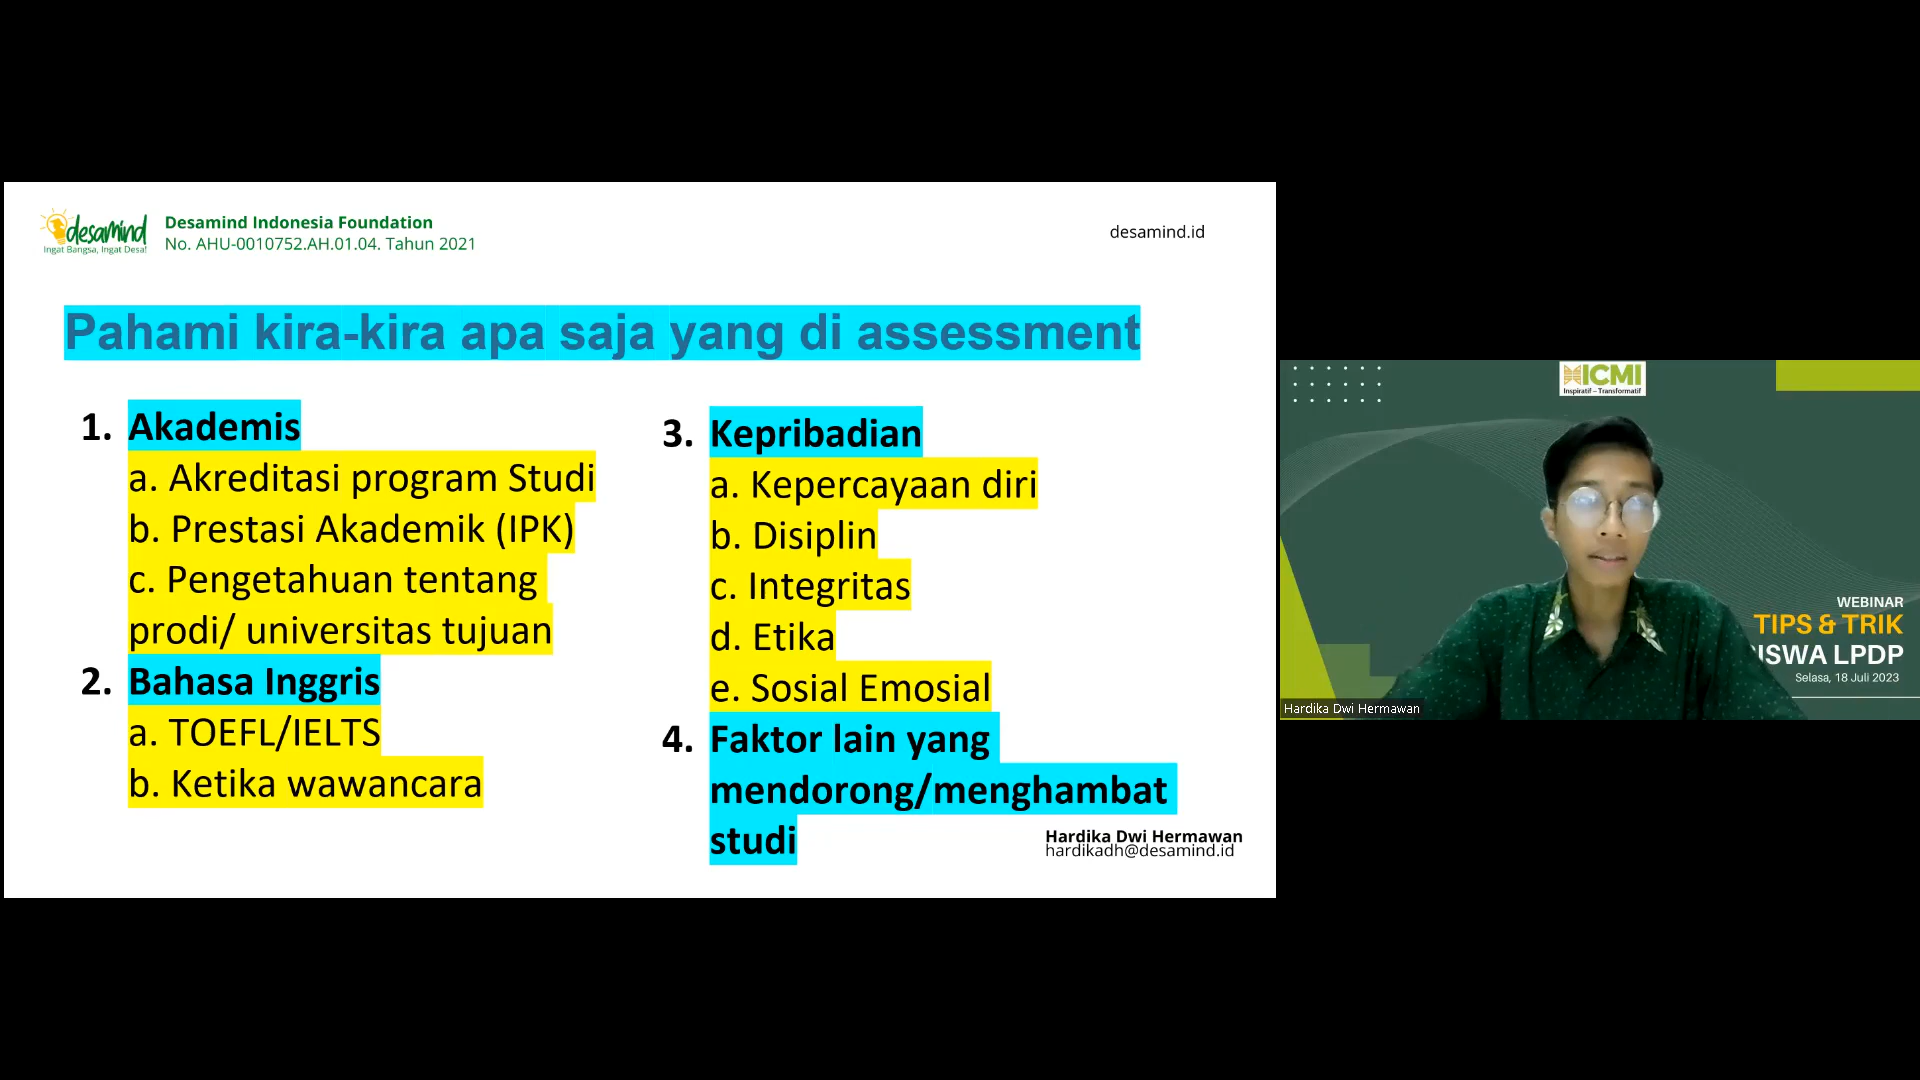 desamind
Ingat Bangsa, Ingat Desa!
Desamind Indonesia Foundation
No. AHU-0010752.AH.01.04. Tahun 2021
desamind.id
Pahami kira-kira apa saja yang di assessment
1. Akademis
a. Akreditasi program Studi
b. Prestasi Akademik (IPK)
c. Pengetahuan tentang
prodi/ universitas tujuan
2. Bahasa Inggris
a. TOEFL/IELTS
b. Ketika wawancara
3. Kepribadian
a. Kepercayaan diri
b. Disiplin
c. Integritas
d. Etika
e. Sosial Emosial
4. Faktor lain yang
mendorong/menghambat
studi
Hardika Dwi Hermawan
hardikadh@desamind.id
ICMI
Inspiratif – Transformatif
WEBINAR
TIPS & TRIK
ISWA LPDP
Selasa, 18 Juli 2023
Hardika Dwi Hermawan